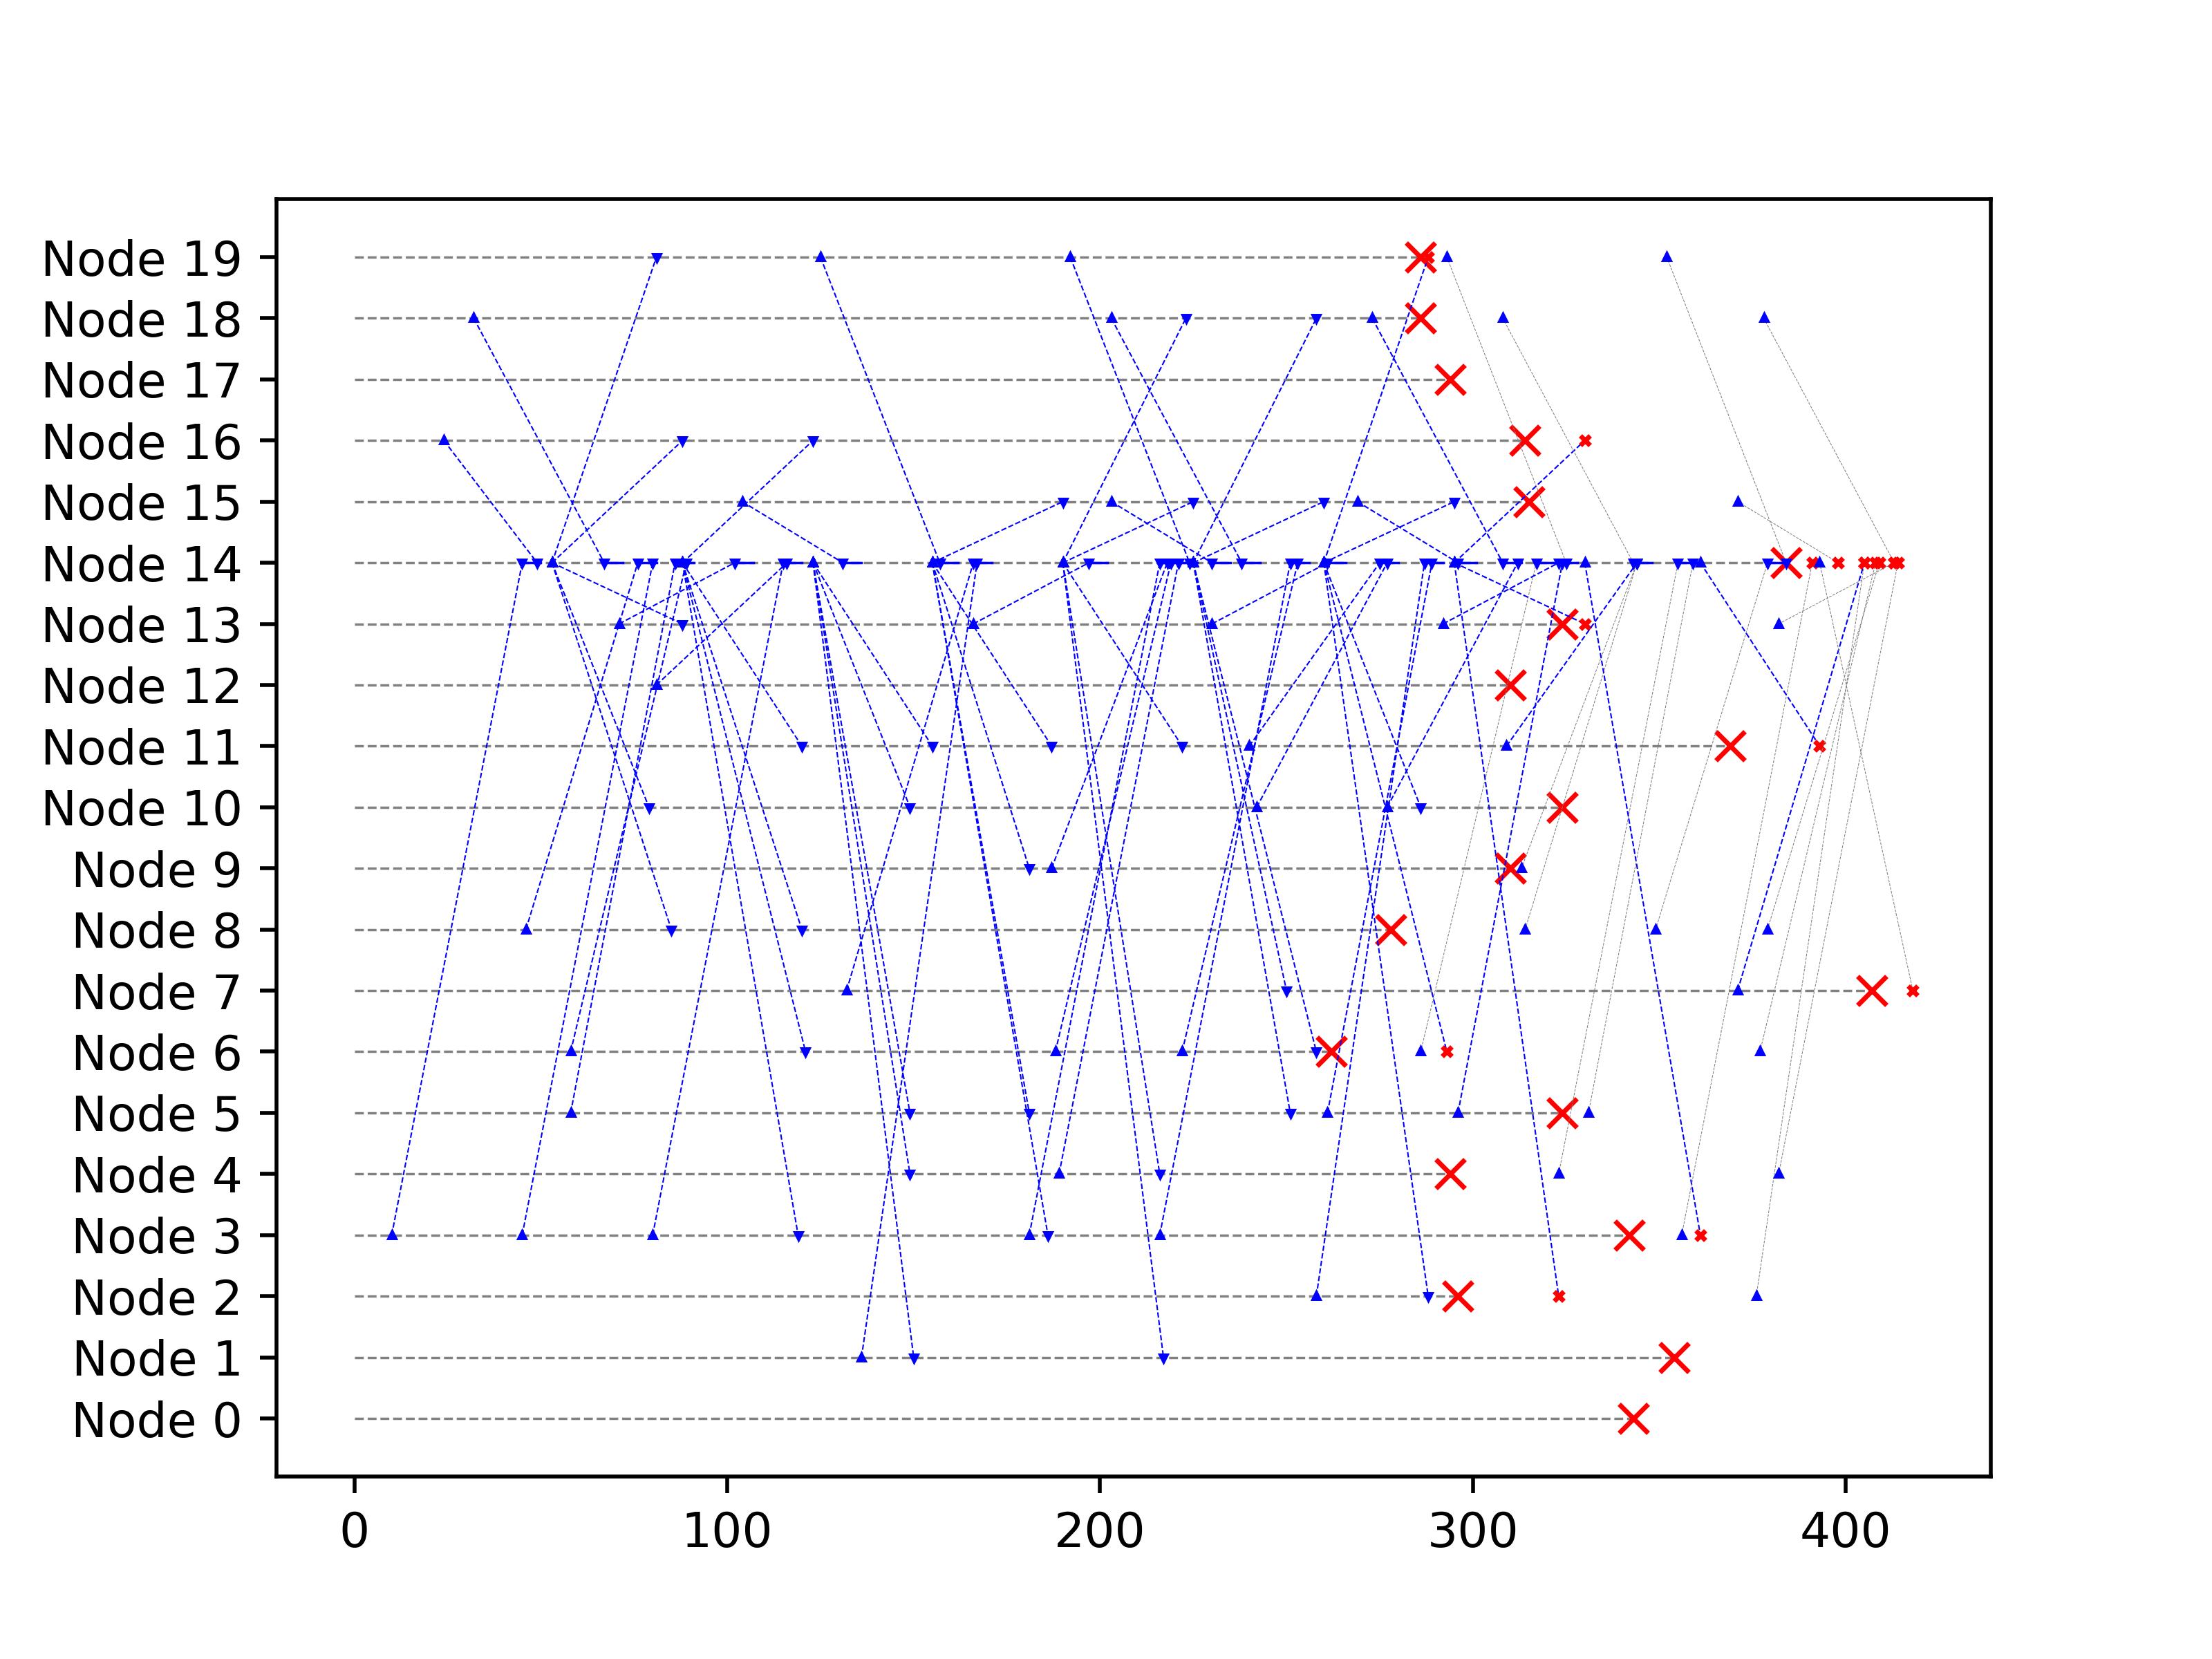 Node 19
Node 18
Node 17
Node 16
Node 15
Node 14
Node 13
Node 12
Node 11
Node 10
Node 9
Node 8
Node 7
Node 6
Node 5
Node 4
Node 3
Node 2
Node 1
Node 0
0 100 200 300 400